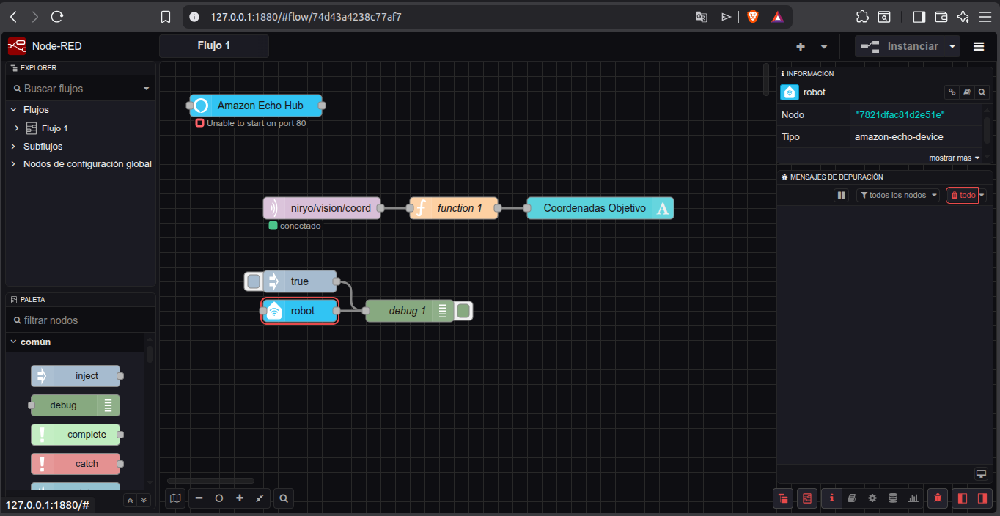 127.0.0.1:1880/#flow/74d43a4238c77af7
Node-RED
Flujo 1
Instanciar
EXPLORER
Buscar flujos
Flujos
Flujo 1
Subflujos
Nodos de configuración global
PALETA
filtrar nodos
común
inject
debug
complete
catch
127.0.0.1:1880/#
Amazon Echo Hub
Unable to start on port 80
niryo/vision/coord
function 1
Coordenadas Objetivo
A
conectado
true
robot
debug 1
INFORMACIÓN
robot
Nodo "7821dfac81d2e51e"
Tipo amazon-echo-device
mostrar más
MENSAJES DE DEPURACIÓN
todos los nodos todo